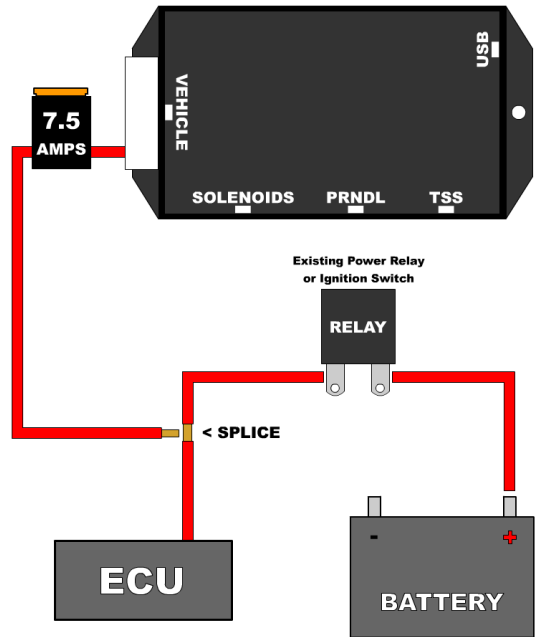 USB
7.5
AMPS
VEHICLE
SOLENOIDS
PRNDL
TSS
Existing Power Relay
or Ignition Switch
RELAY
< SPLICE
ECU
-
+
BATTERY